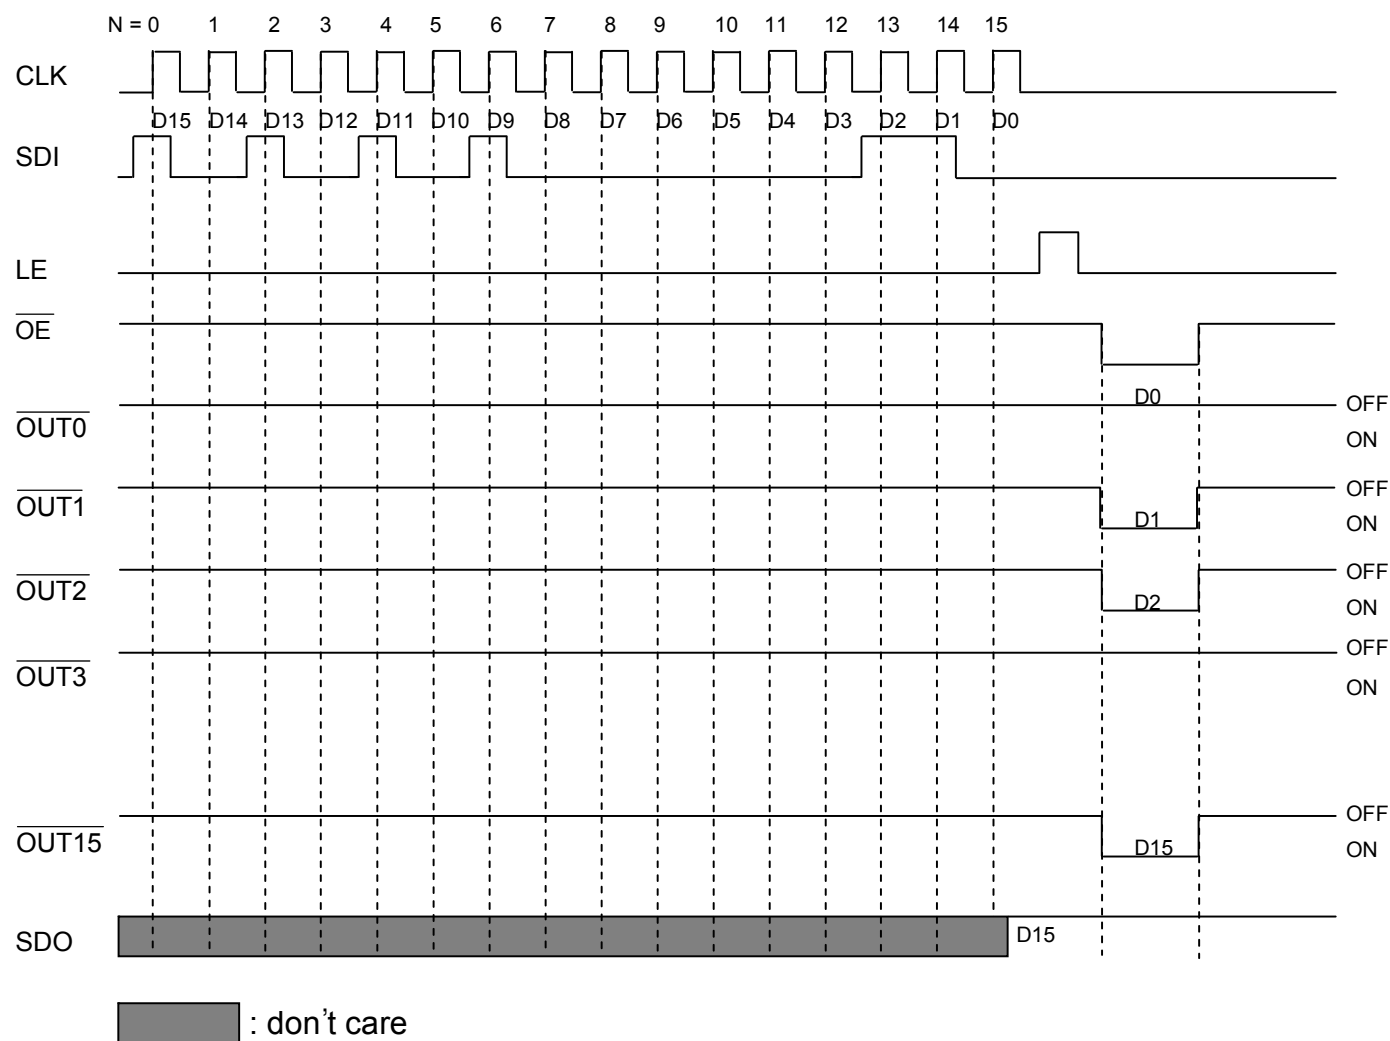 N = 0 1 2 3 4 5 6 7 8 9 10 11 12 13 14 15
CLK
D15 D14 D13 D12 D11 D10 D9 D8 D7 D6 D5 D4 D3 D2 D1 D0
SDI
LE
OE
D0 OFF
OUT0 ON
OFF
OUT1 D1 ON
OFF
OUT2 D2 ON
OFF
OUT3 ON
OFF
OUT15 D15 ON
SDO D15
: don't care